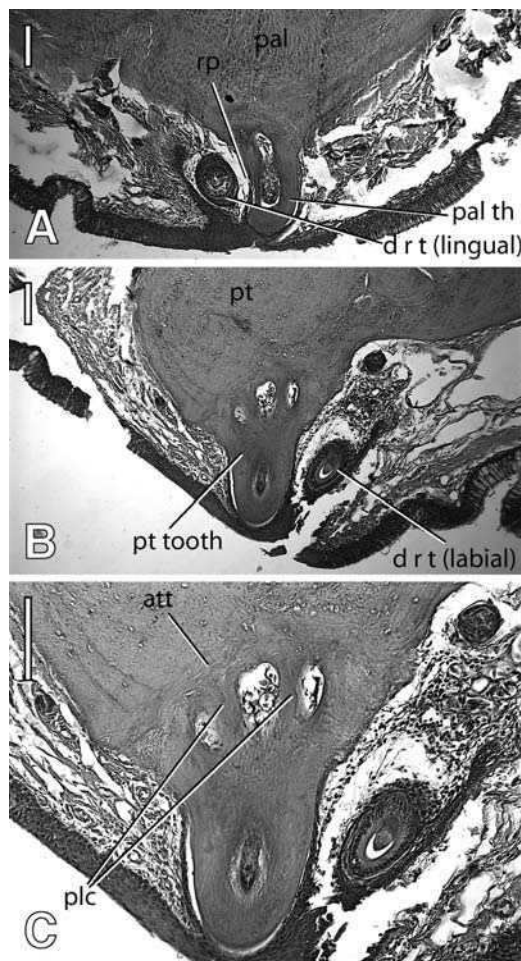 pal
rp
pal th
d r t (lingual)
A
pt
pt tooth
d r t (labial)
B
att
plc
C